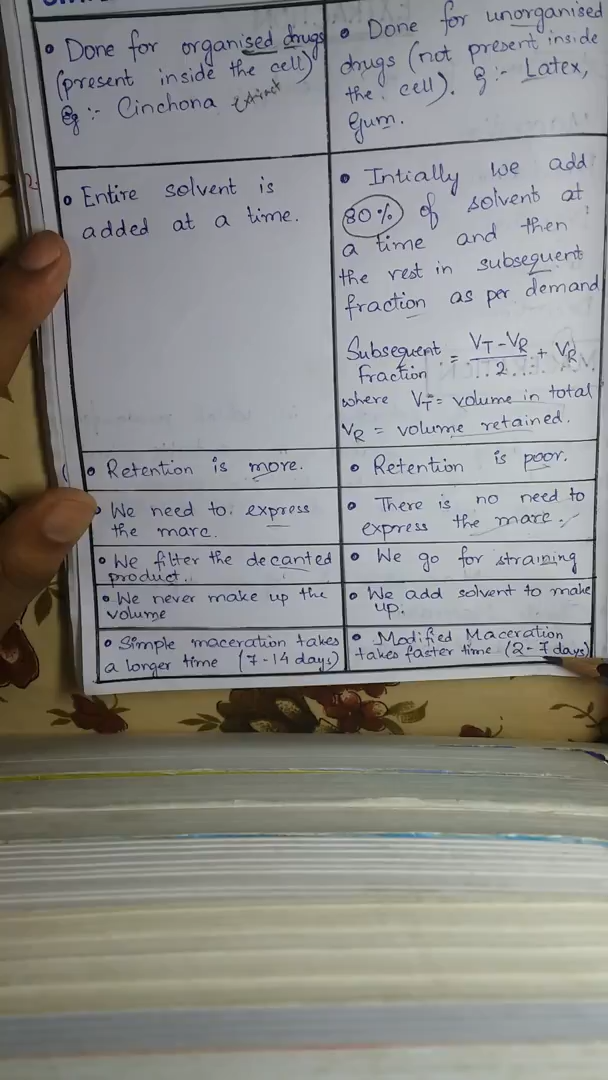 • Done for organised drugs
(present inside the cell)
Eg :- Cinchona extract
• Done for unorganised
drugs (not present inside
the cell). Eg :- Latex,
Gum.
• Entire solvent is
added at a time.
• Intially we add
80% of solvent at
a time and then
the rest in subsequent
fraction as per demand
Subsequent fraction = (VT - VR)/2 + VR
where VT = volume in total
VR = volume retained.
• Retention is more.
• Retention is poor.
• We need to express
the marc.
• There is no need to
express the marc.
• We filter the decanted
product.
• We go for straining
• We never make up the
volume
• We add solvent to make
up.
• Simple maceration takes
a longer time (7-14 days)
• Modified Maceration
takes faster time (2-7 days)